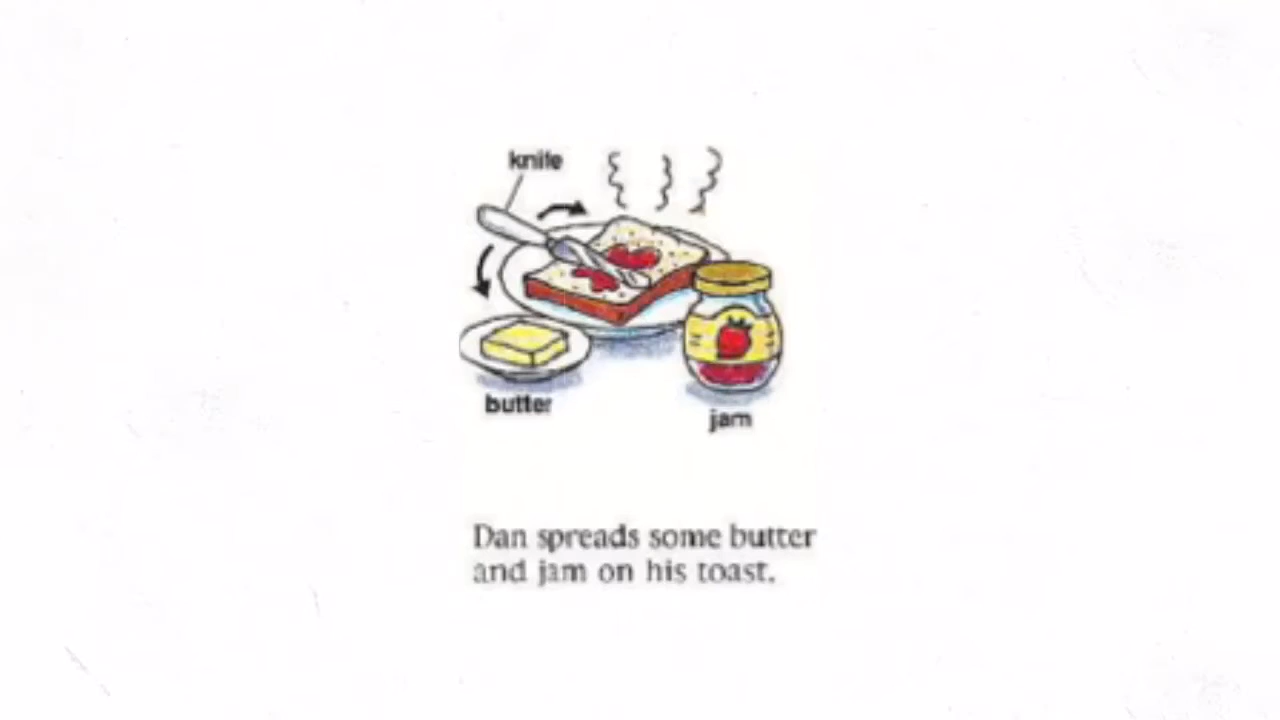 knife
butter
jam
Dan spreads some butter
and jam on his toast.